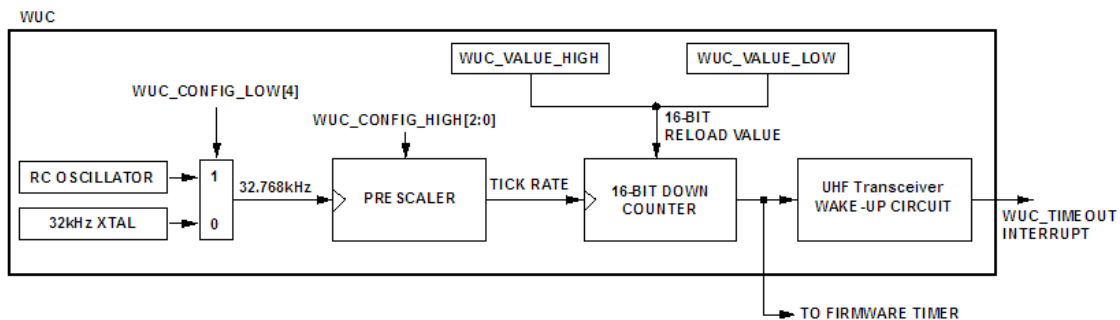 WUC
WUC_VALUE_HIGH
WUC_VALUE_LOW
WUC_CONFIG_LOW[4]
WUC_CONFIG_HIGH[2:0]
16-BIT
RELOAD VALUE
RC OSCILLATOR
1
32.768kHz
PRESCALER
TICK RATE
16-BIT DOWN
COUNTER
UHF Transceiver
WAKE-UP CIRCUIT
32kHz XTAL
0
WUC_TIMEOUT
INTERRUPT
TO FIRMWARE TIMER